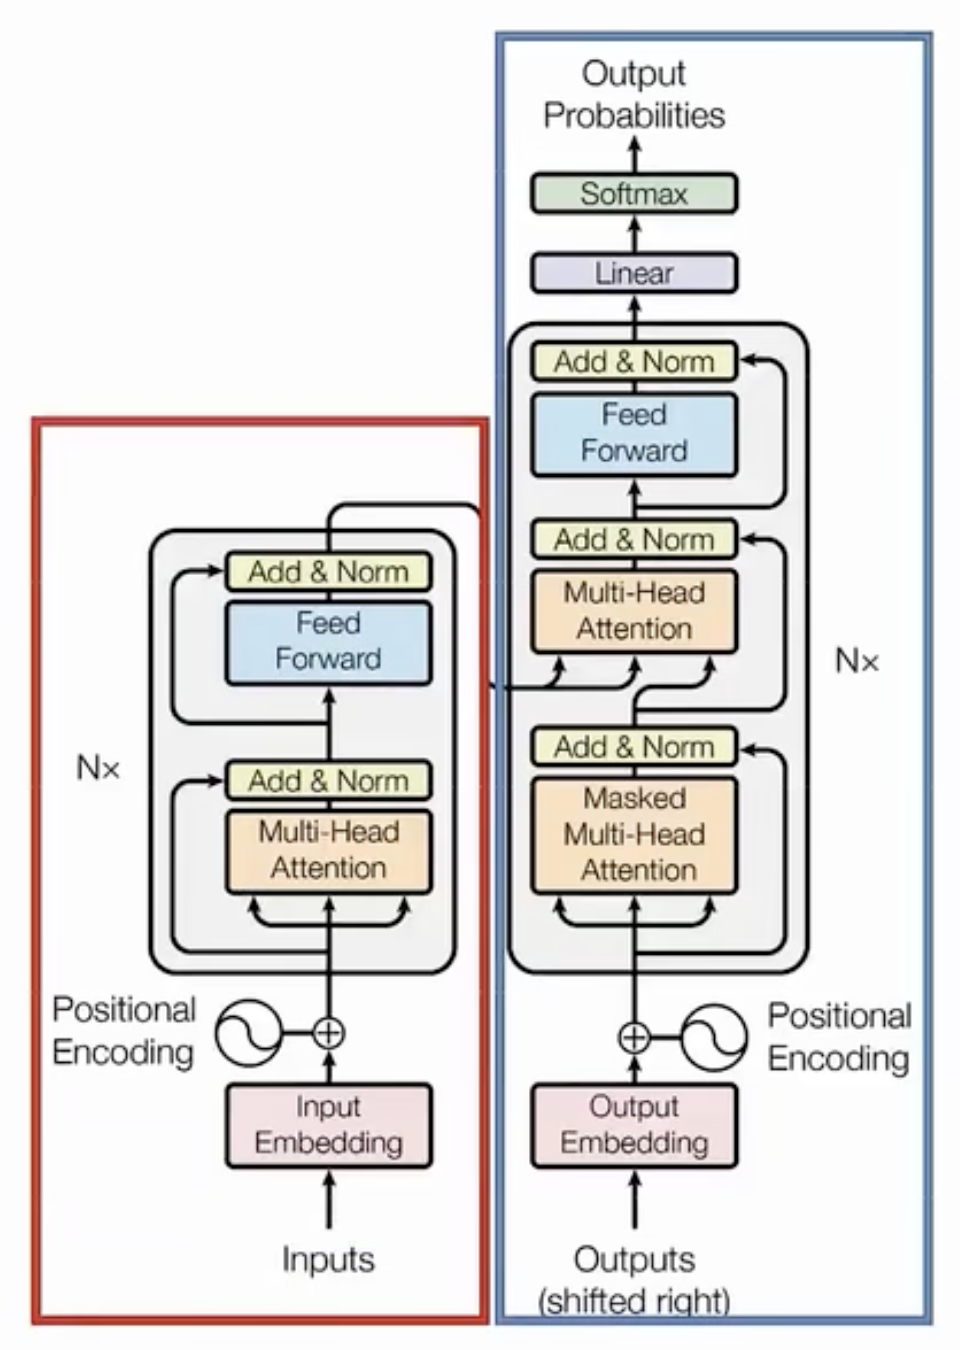 Output
Probabilities
Softmax
Linear
Add & Norm
Feed
Forward
Add & Norm
Multi-Head
Attention
Nx
Add & Norm
Masked
Multi-Head
Attention
Positional
Encoding
Output
Embedding
Outputs
(shifted right)
Add & Norm
Feed
Forward
Nx
Add & Norm
Multi-Head
Attention
Positional
Encoding
Input
Embedding
Inputs